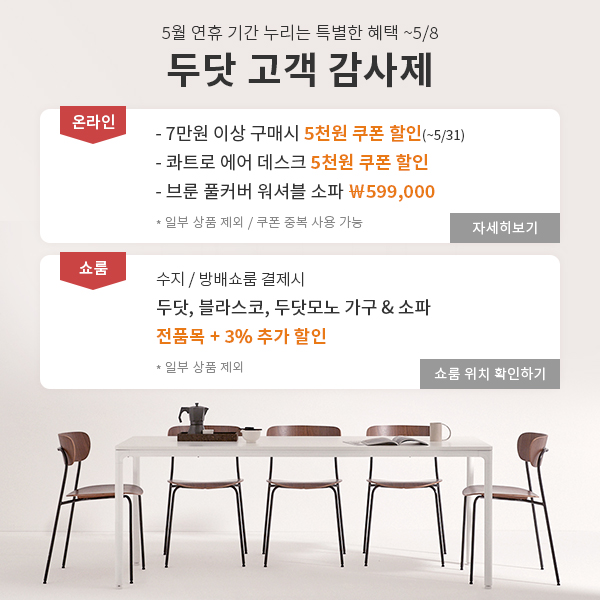 5월 연휴 기간 누리는 특별한 혜택 ~5/8
두닷 고객 감사제
온라인
- 7만원 이상 구매시 5천원 쿠폰 할인(~5/31)
- 콰트로 에어 데스크 5천원 쿠폰 할인
- 브룬 풀커버 워셔블 소파 ₩599,000
* 일부 상품 제외 / 쿠폰 중복 사용 가능
자세히보기
쇼룸
수지 / 방배쇼룸 결제시
두닷, 블라스코, 두닷모노 가구 & 소파
전품목 + 3% 추가 할인
* 일부 상품 제외
쇼룸 위치 확인하기